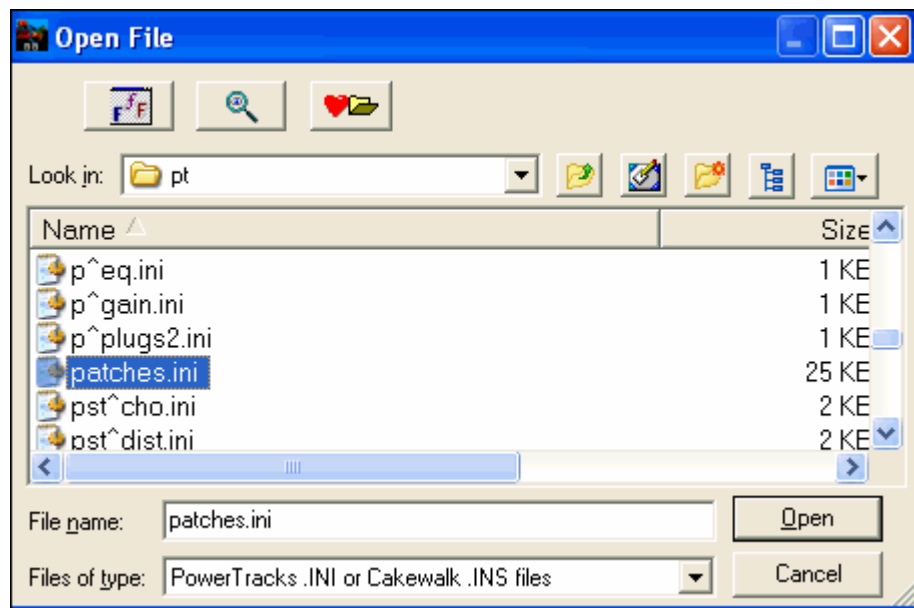 Open File
F f F
Look in: pt
Name Size
p^eq.ini 1 KE
p^gain.ini 1 KE
p^plugs2.ini 1 KE
patches.ini 25 KE
pst^cho.ini 2 KE
pst^dist.ini 2 KE
File name: patches.ini Open
Files of type: PowerTracks .INI or Cakewalk .INS files Cancel